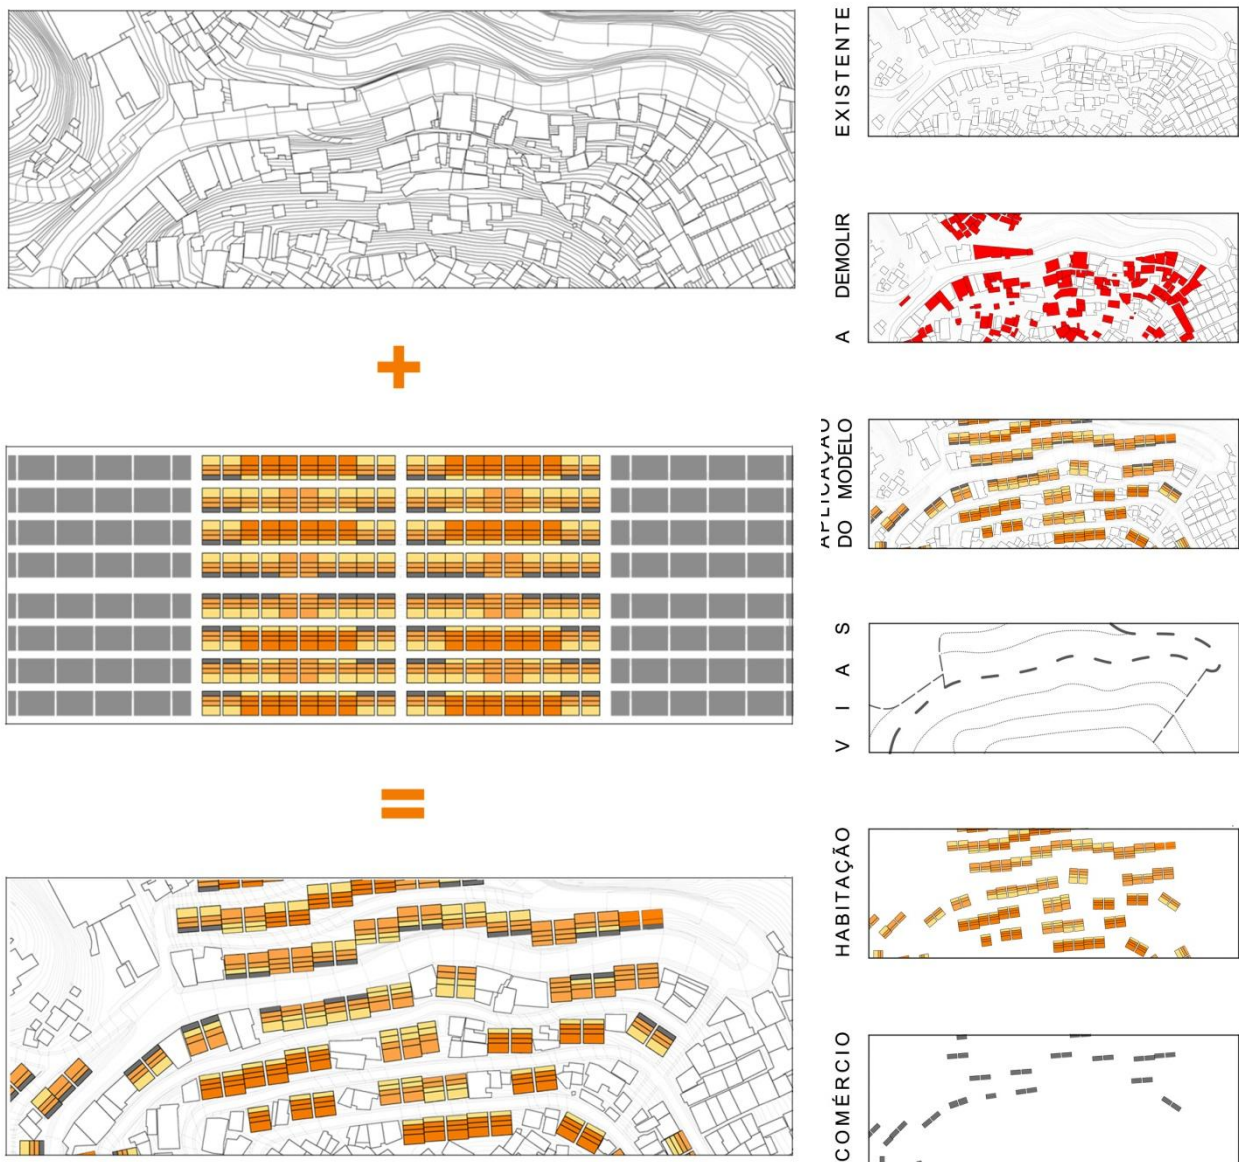 EXISTENTE
A DEMOLIR
APLICAÇÃO
DO MODELO
VIAS
HABITAÇÃO
COMÉRCIO